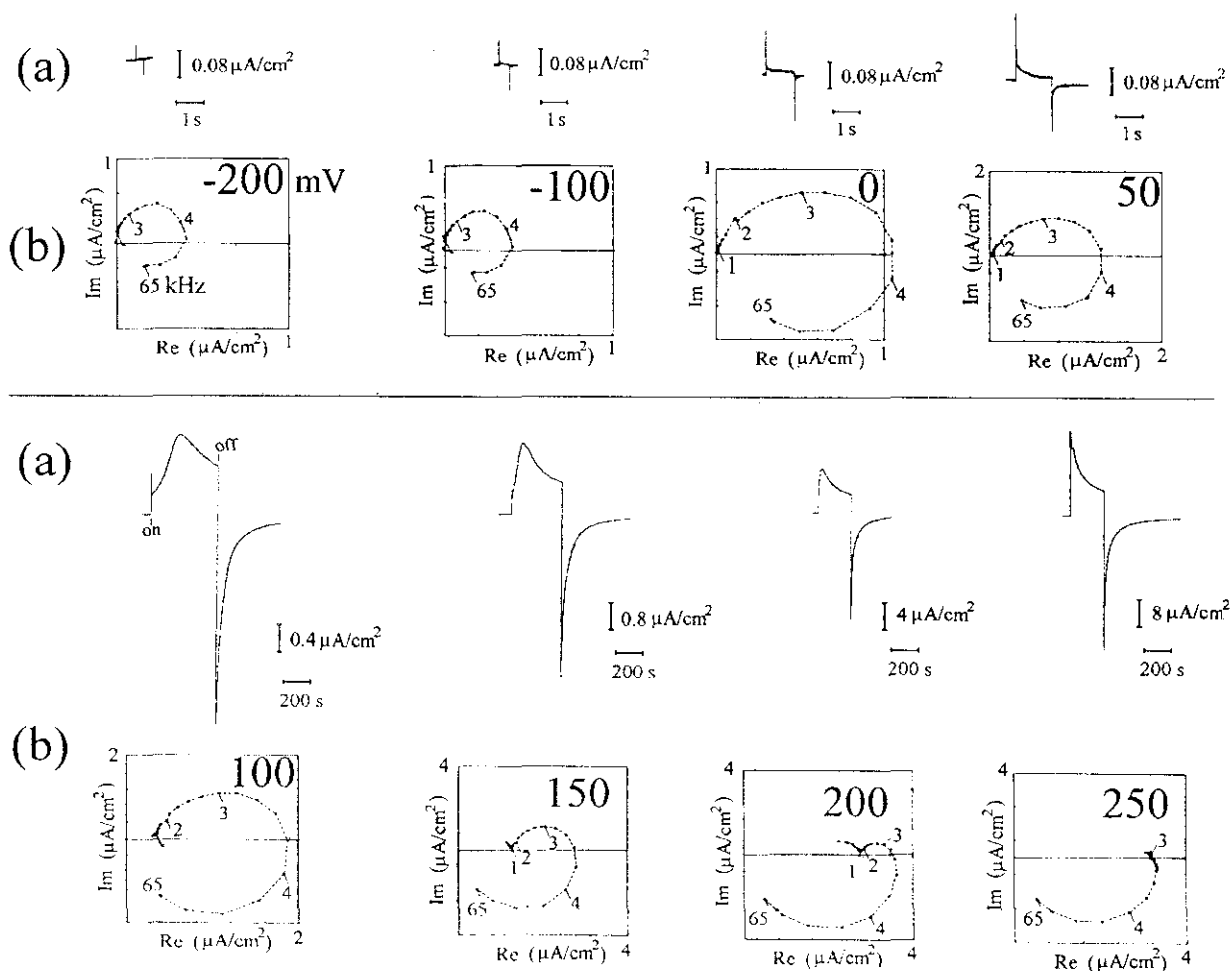 (a)
0.08 μA/cm²
0.08 μA/cm²
0.08 μA/cm²
0.08 μA/cm²
1 s
1 s
1 s
1 s
(b)
1
-200 mV
3
4
65 kHz
Im (μA/cm²)
Re (μA/cm²)
1
1
-100
3
4
65
Im (μA/cm²)
Re (μA/cm²)
1
1
0
3
2
1
4
65
Im (μA/cm²)
Re (μA/cm²)
1
2
50
3
2
1
4
65
Im (μA/cm²)
Re (μA/cm²)
2
(a)
on
off
0.4 μA/cm²
200 s
0.8 μA/cm²
200 s
4 μA/cm²
200 s
8 μA/cm²
200 s
(b)
2
100
2
3
4
65
Im (μA/cm²)
Re (μA/cm²)
2
4
150
1
2
3
4
65
Im (μA/cm²)
Re (μA/cm²)
4
4
200
3
1
2
4
65
Im (μA/cm²)
Re (μA/cm²)
4
4
250
3
4
65
Im (μA/cm²)
Re (μA/cm²)
4